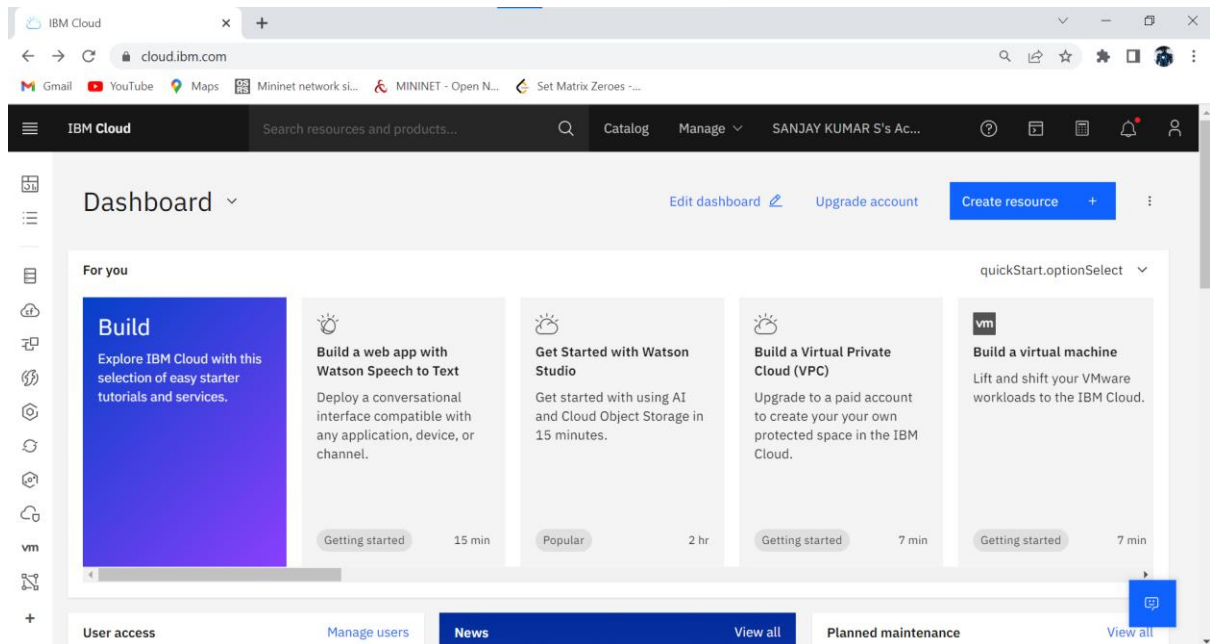 IBM Cloud
cloud.ibm.com
Gmail YouTube Maps Mininet network si... MININET - Open N... Set Matrix Zeroes -...
IBM Cloud Search resources and products... Catalog Manage SANJAY KUMAR S's Ac...
Dashboard Edit dashboard Upgrade account Create resource +
For you quickStart.optionSelect
Build
Explore IBM Cloud with this
selection of easy starter
tutorials and services.
Build a web app with
Watson Speech to Text
Deploy a conversational
interface compatible with
any application, device, or
channel.
Getting started 15 min
Get Started with Watson
Studio
Get started with using AI
and Cloud Object Storage in
15 minutes.
Popular 2 hr
Build a Virtual Private
Cloud (VPC)
Upgrade to a paid account
to create your your own
protected space in the IBM
Cloud.
Getting started 7 min
vm
Build a virtual machine
Lift and shift your VMware
workloads to the IBM Cloud.
Getting started 7 min
vm
User access Manage users News View all Planned maintenance View all